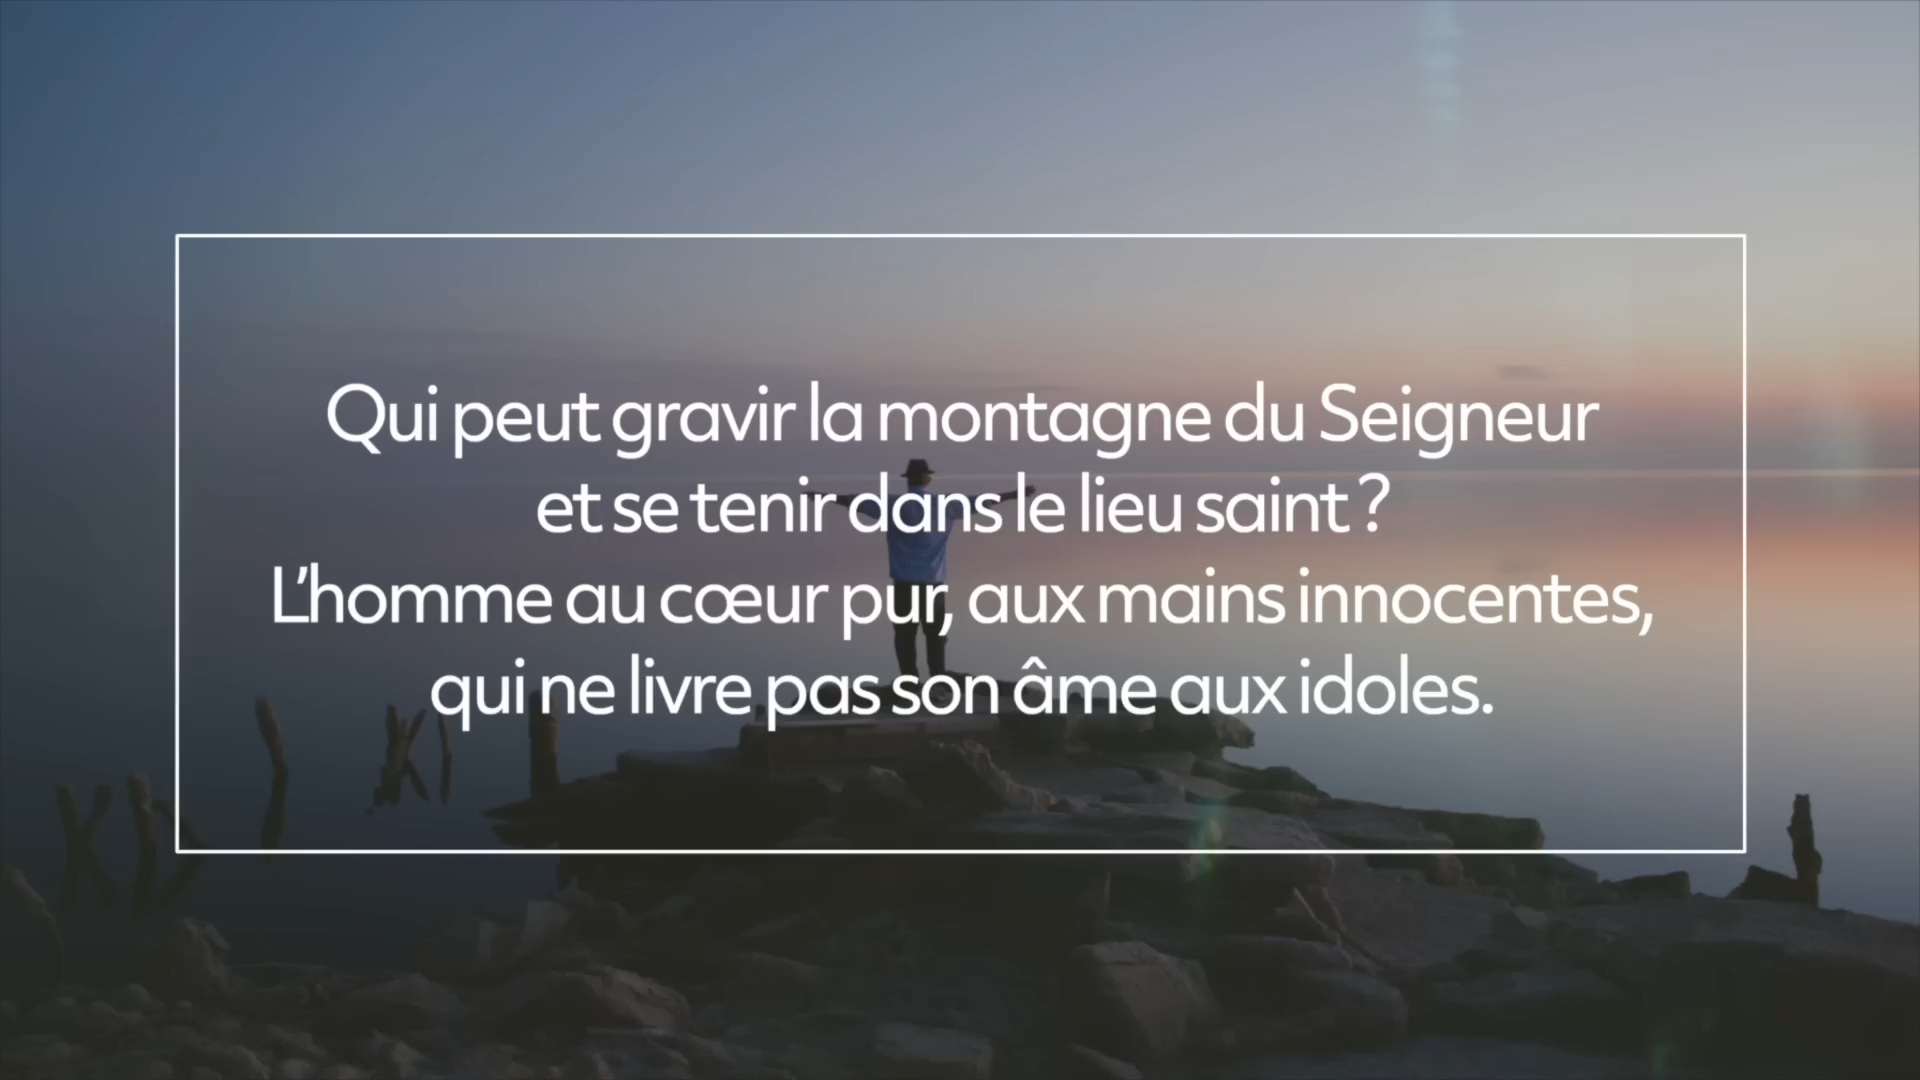 Qui peut gravir la montagne du Seigneur
et se tenir dans le lieu saint ?
L'homme au cœur pur, aux mains innocentes,
qui ne livre pas son âme aux idoles.